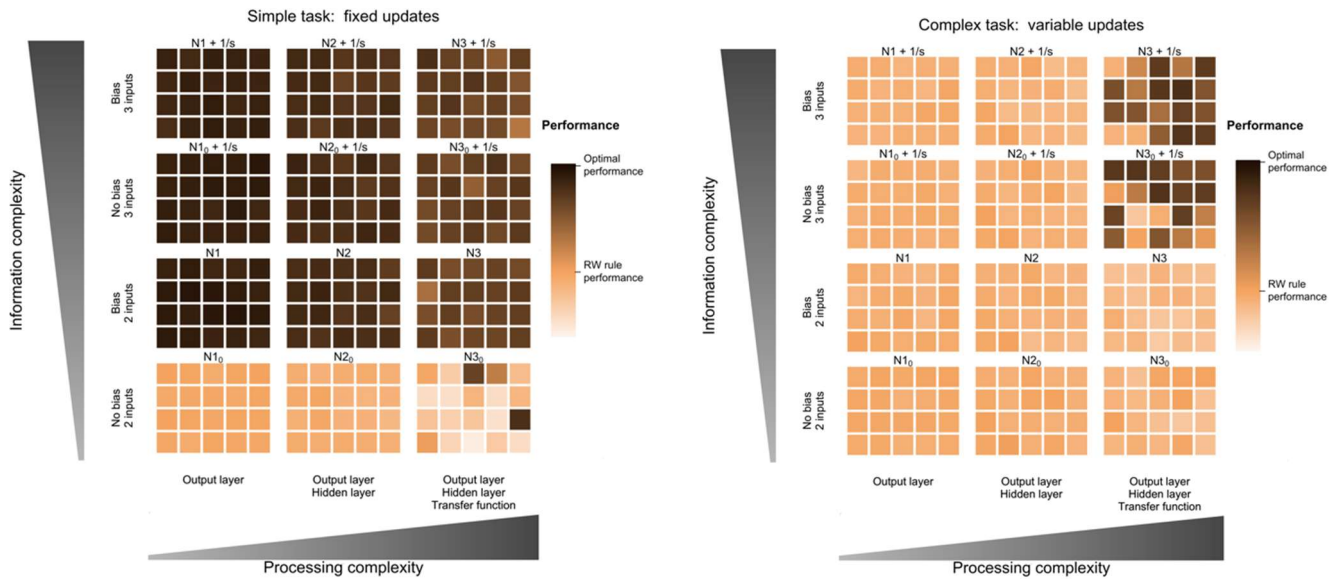 Simple task: fixed updates
N1 + 1/s
N2 + 1/s
N3 + 1/s
Bias
3 inputs
N1₀ + 1/s
N2₀ + 1/s
N3₀ + 1/s
No bias
3 inputs
N1
N2
N3
Bias
2 inputs
N1₀
N2₀
N3₀
No bias
2 inputs
Information complexity
Output layer
Output layer
Hidden layer
Output layer
Hidden layer
Transfer function
Processing complexity
Performance
Optimal
performance
RW rule
performance
Complex task: variable updates
N1 + 1/s
N2 + 1/s
N3 + 1/s
Bias
3 inputs
N1₀ + 1/s
N2₀ + 1/s
N3₀ + 1/s
No bias
3 inputs
N1
N2
N3
Bias
2 inputs
N1₀
N2₀
N3₀
No bias
2 inputs
Information complexity
Output layer
Output layer
Hidden layer
Output layer
Hidden layer
Transfer function
Processing complexity
Performance
Optimal
performance
RW rule
performance